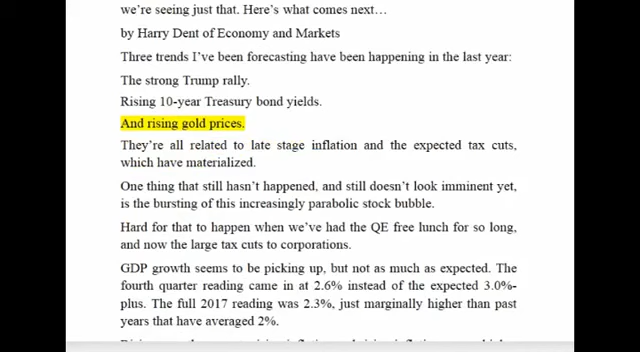 we're seeing just that. Here's what comes next…
by Harry Dent of Economy and Markets
Three trends I've been forecasting have been happening in the last year:
The strong Trump rally.
Rising 10-year Treasury bond yields.
And rising gold prices.
They're all related to late stage inflation and the expected tax cuts,
which have materialized.
One thing that still hasn't happened, and still doesn't look imminent yet,
is the bursting of this increasingly parabolic stock bubble.
Hard for that to happen when we've had the QE free lunch for so long,
and now the large tax cuts to corporations.
GDP growth seems to be picking up, but not as much as expected. The
fourth quarter reading came in at 2.6% instead of the expected 3.0%-
plus. The full 2017 reading was 2.3%, just marginally higher than past
years that have averaged 2%.